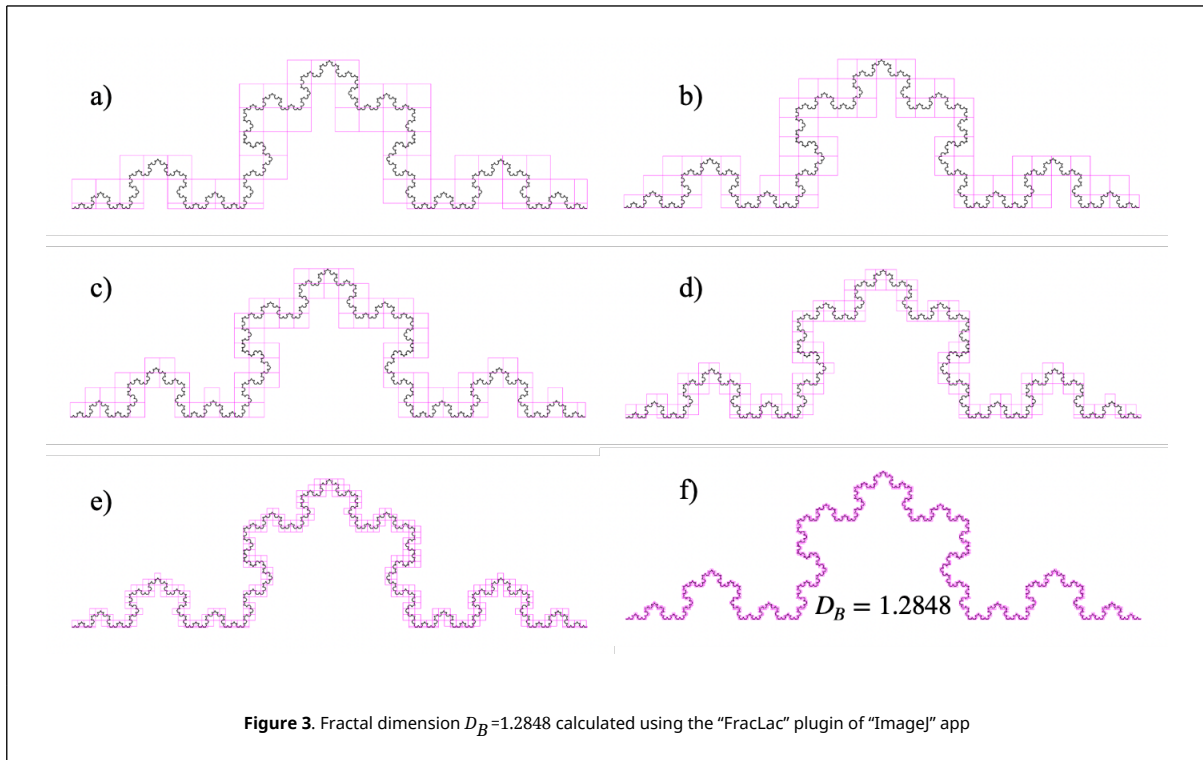 a)
b)
c)
d)
e)
f)
D_B = 1.2848
Figure 3. Fractal dimension D_B=1.2848 calculated using the “FracLac” plugin of “ImageJ” app